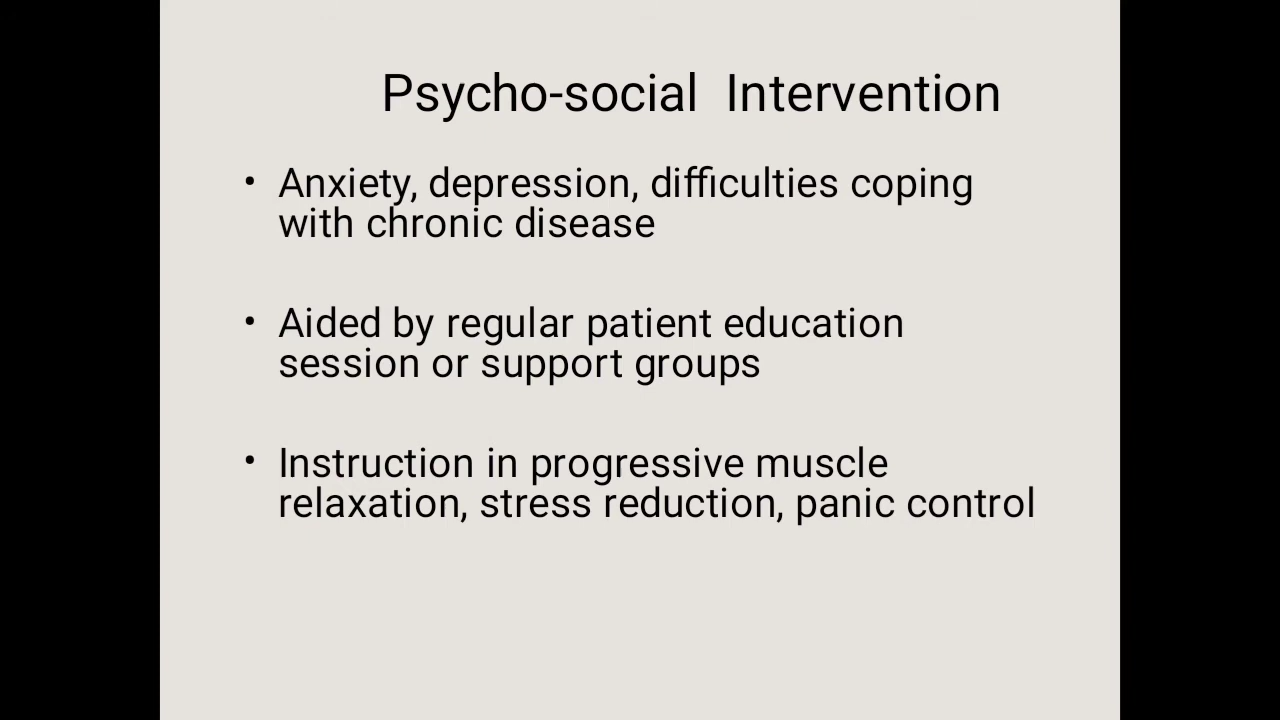 Psycho-social Intervention
• Anxiety, depression, difficulties coping
with chronic disease
• Aided by regular patient education
session or support groups
• Instruction in progressive muscle
relaxation, stress reduction, panic control